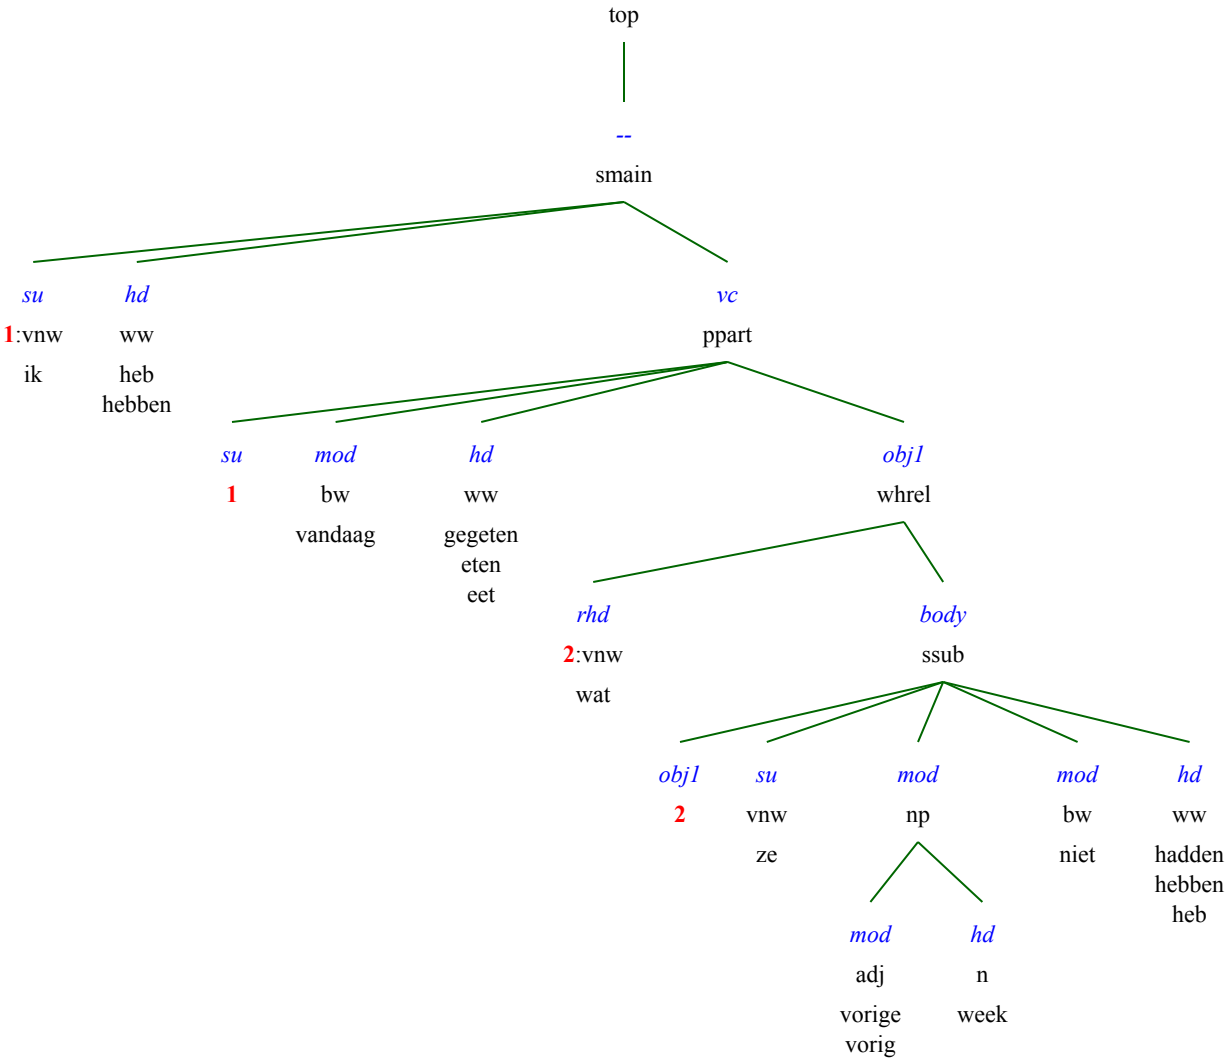 top
--
smain
su hd vc
1:vnw ww ppart
ik heb
hebben
su mod hd obj1
1 bw ww whrel
vandaag gegeten
eten
eet
rhd body
2:vnw ssub
wat
obj1 su mod mod hd
2 vnw np bw ww
ze niet hadden
hebben
heb
mod hd
adj n
vorige week
vorig